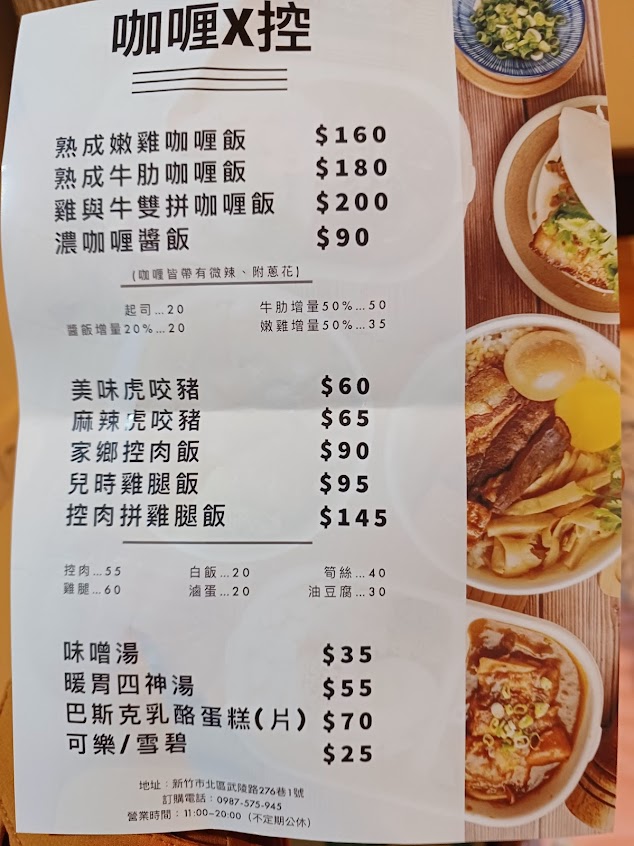 咖喱X控
熟成嫩雞咖喱飯 $160
熟成牛肋咖喱飯 $180
雞與牛雙拼咖喱飯 $200
濃咖喱醬飯 $90
(咖喱皆帶有微辣、附蔥花)
起司...20 牛肋增量50%...50
醬飯增量20%...20 嫩雞增量50%...35
美味虎咬豬 $60
麻辣虎咬豬 $65
家鄉控肉飯 $90
兒時雞腿飯 $95
控肉拼雞腿飯 $145
控肉...55 白飯...20 筍絲...40
雞腿...60 滷蛋...20 油豆腐...30
味噌湯 $35
暖胃四神湯 $55
巴斯克乳酪蛋糕(片) $70
可樂/雪碧 $25
地址：新竹市北區武陵路276巷1號
訂購電話：0987-575-945
營業時間：11:00~20:00（不定期公休）